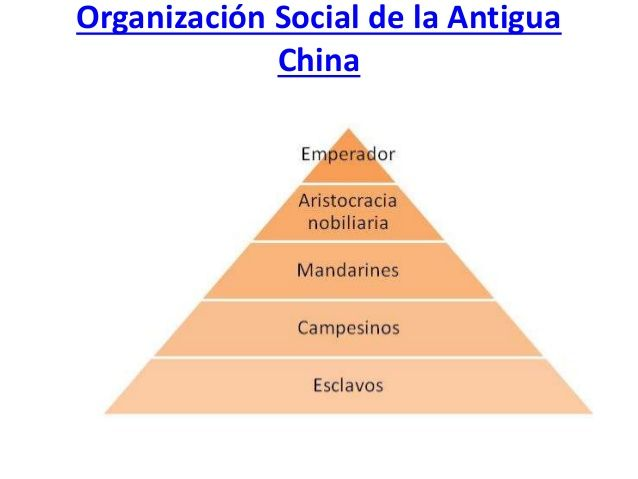 Organización Social de la Antigua
China
Emperador
Aristocracia
nobiliaria
Mandarines
Campesinos
Esclavos